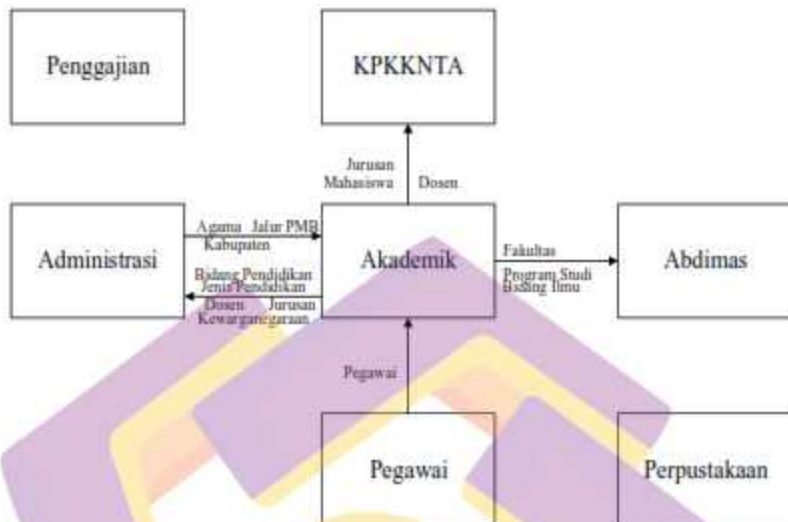 Penggajian
KPKKNTA
Jurusan
Mahasiswa
Dosen
Administrasi
Agama Jalur PMB
Kabupaten
Bidang Pendidikan
Jenis Pendidikan
Dosen Jurusan
Kewarganegaraan
Akademik
Fakultas
Program Studi
Bidang Ilmu
Abdimas
Pegawai
Pegawai
Perpustakaan